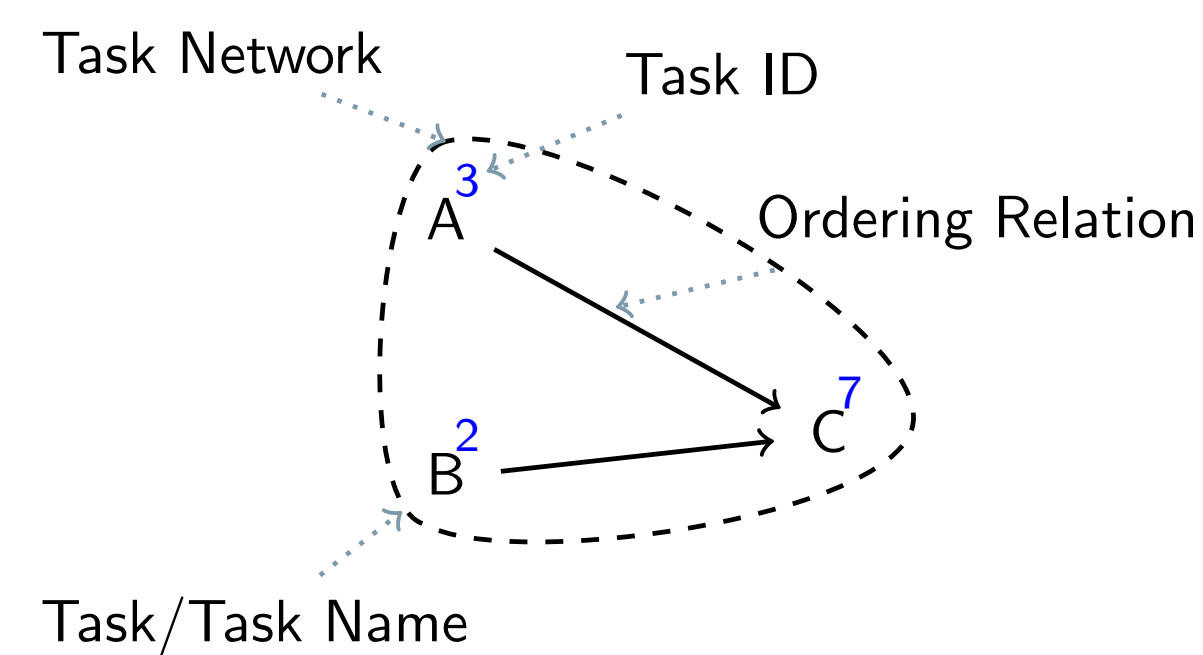 Task Network
Task ID
3
A
Ordering Relation
7
C
2
B
Task/Task Name